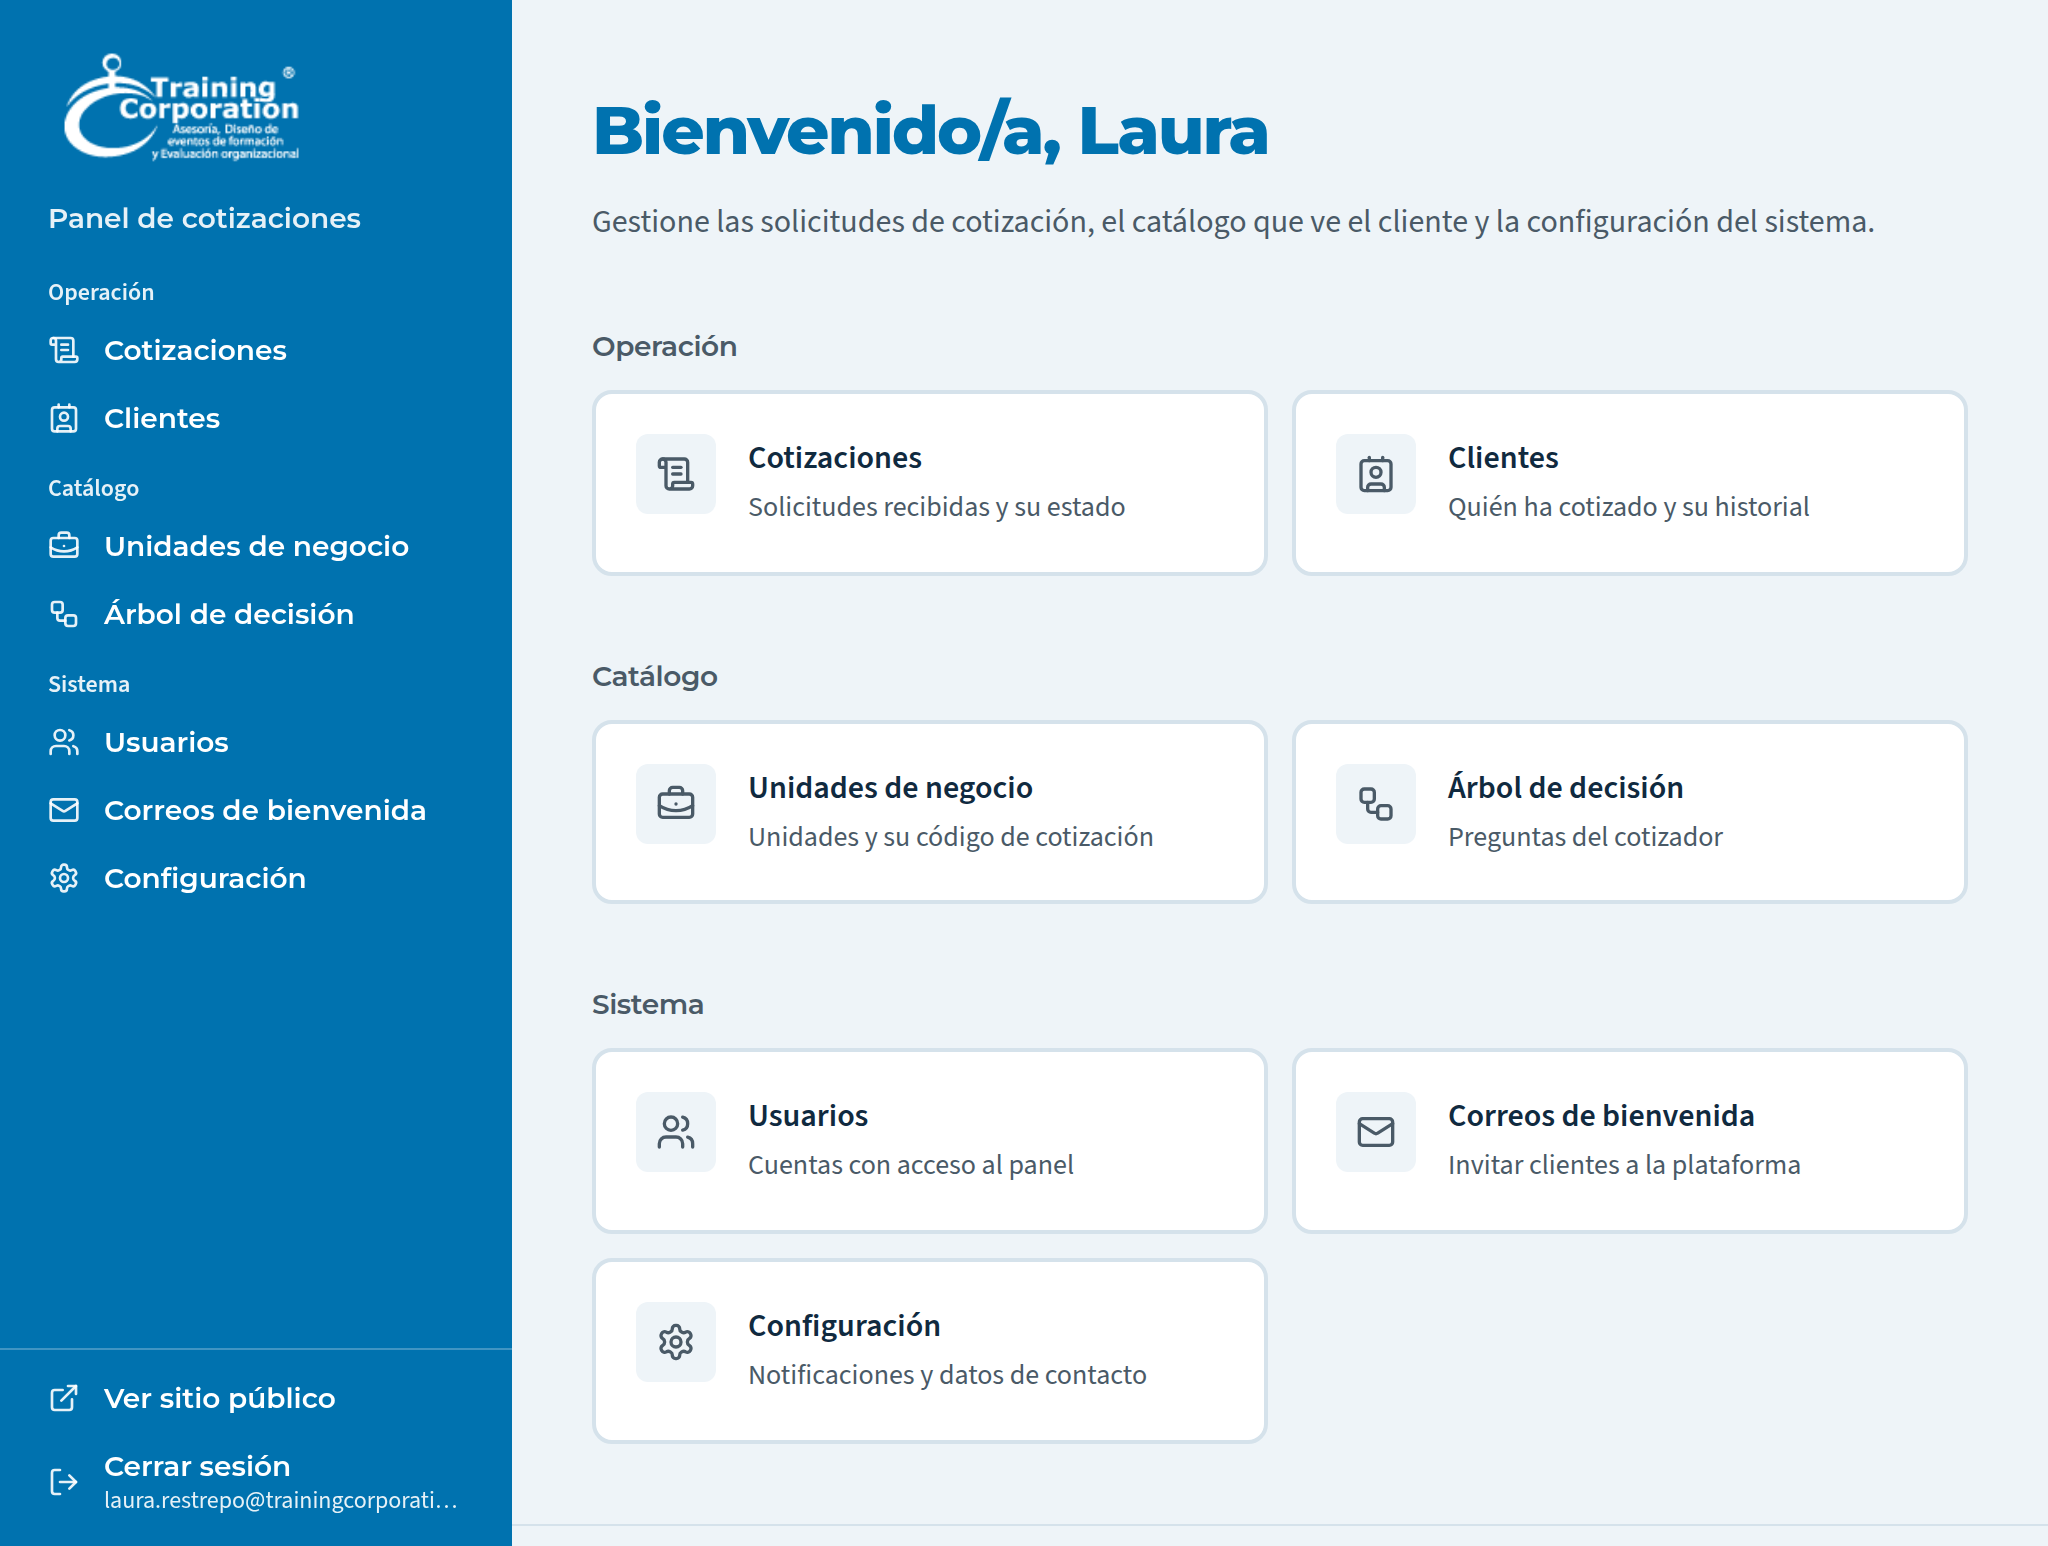 Training ®
Corporation
Asesoría, Diseño de
eventos de formación
y Evaluación organizacional
Panel de cotizaciones
Operación
Cotizaciones
Clientes
Catálogo
Unidades de negocio
Árbol de decisión
Sistema
Usuarios
Correos de bienvenida
Configuración
Ver sitio público
Cerrar sesión
laura.restrepo@trainingcorporati…
Bienvenido/a, Laura
Gestione las solicitudes de cotización, el catálogo que ve el cliente y la configuración del sistema.
Operación
Cotizaciones
Solicitudes recibidas y su estado
Clientes
Quién ha cotizado y su historial
Catálogo
Unidades de negocio
Unidades y su código de cotización
Árbol de decisión
Preguntas del cotizador
Sistema
Usuarios
Cuentas con acceso al panel
Correos de bienvenida
Invitar clientes a la plataforma
Configuración
Notificaciones y datos de contacto